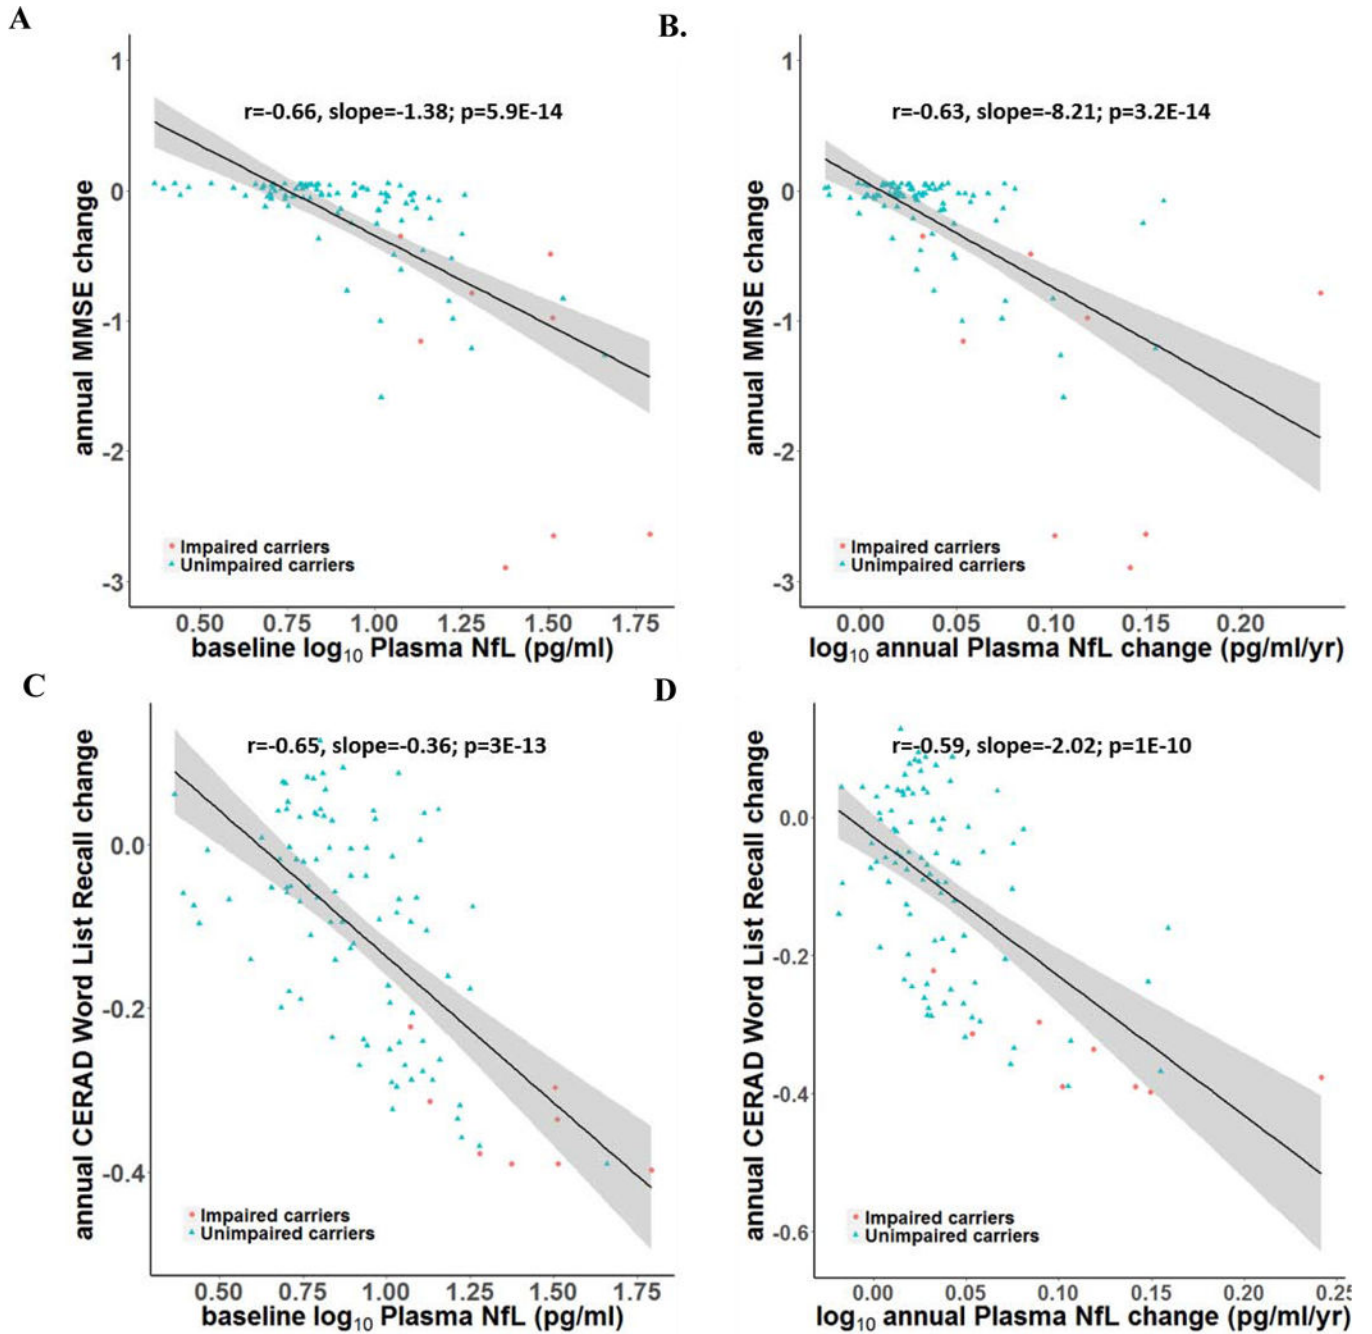 A
B.
r=-0.66, slope=-1.38; p=5.9E-14
r=-0.63, slope=-8.21; p=3.2E-14
annual MMSE change
1
0
-1
-2
-3
Impaired carriers
Unimpaired carriers
0.50 0.75 1.00 1.25 1.50 1.75
baseline log₁₀ Plasma NfL (pg/ml)
annual MMSE change
1
0
-1
-2
-3
Impaired carriers
Unimpaired carriers
0.00 0.05 0.10 0.15 0.20
log₁₀ annual Plasma NfL change (pg/ml/yr)
C
D
r=-0.65, slope=-0.36; p=3E-13
r=-0.59, slope=-2.02; p=1E-10
annual CERAD Word List Recall change
0.0
-0.2
-0.4
Impaired carriers
Unimpaired carriers
0.50 0.75 1.00 1.25 1.50 1.75
baseline log₁₀ Plasma NfL (pg/ml)
annual CERAD Word List Recall change
0.0
-0.2
-0.4
-0.6
Impaired carriers
Unimpaired carriers
0.00 0.05 0.10 0.15 0.20 0.25
log₁₀ annual Plasma NfL change (pg/ml/yr)